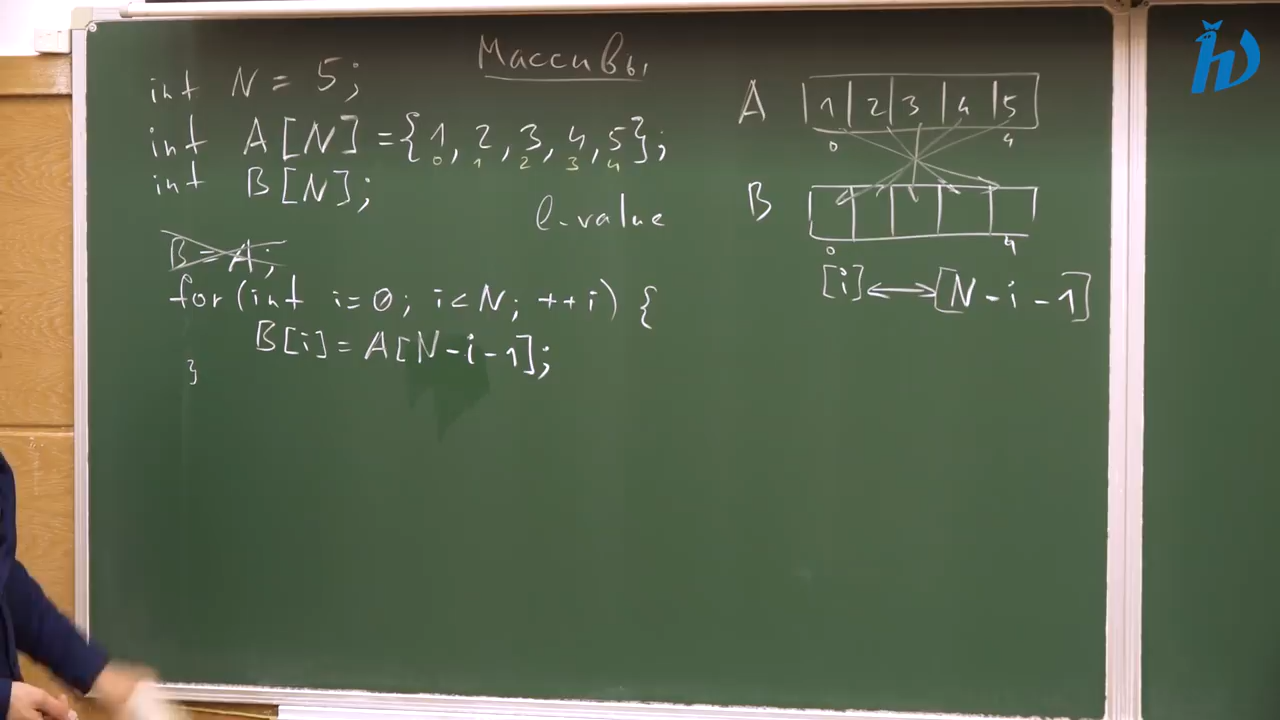 Массивы
int N = 5;
int A[N] = {1, 2, 3, 4, 5};
0 1 2 3 4
int B[N];
l-value
B = A;
for (int i = 0; i < N; ++i) {
B[i] = A[N - i - 1];
}
A 1 2 3 4 5
0 4
B
0 4
[i] ↔ [N - i - 1]